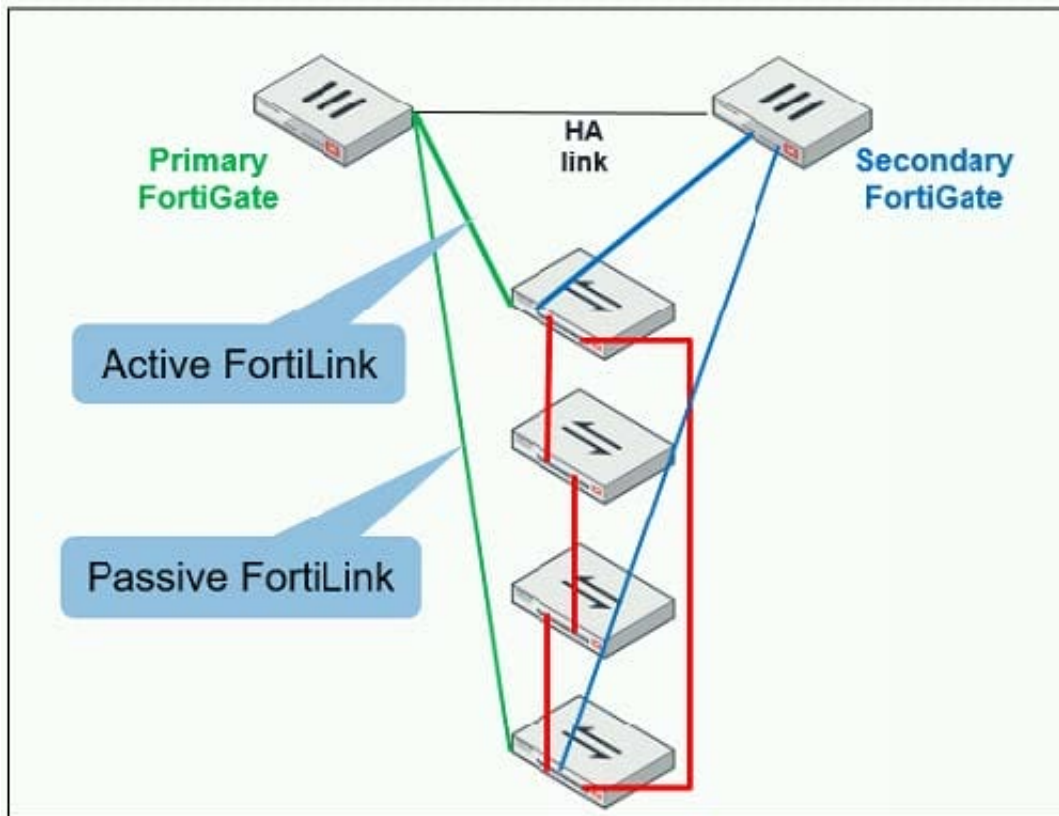 HA
link
Primary
FortiGate
Secondary
FortiGate
Active FortiLink
Passive FortiLink